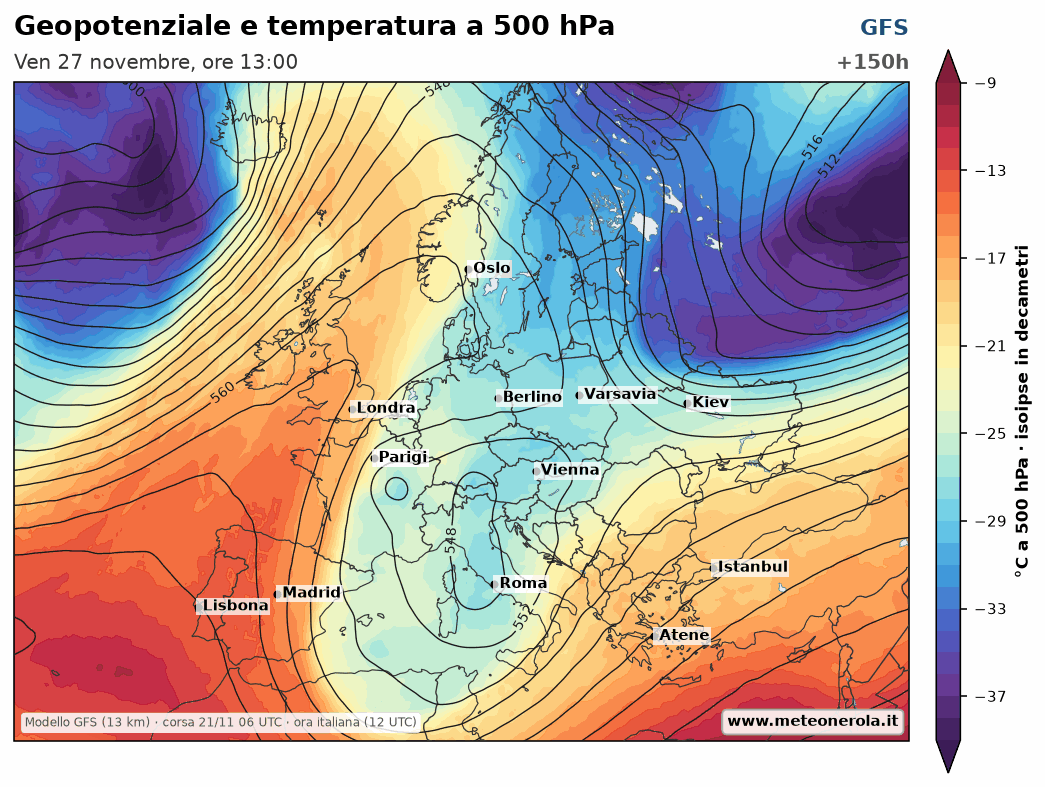 Geopotenziale e temperatura a 500 hPa
GFS
Ven 27 novembre, ore 13:00
+150h
516
512
560
548
Oslo
Londra
Berlino
Varsavia
Kiev
Parigi
Vienna
Istanbul
Roma
Madrid
Lisbona
Atene
Modello GFS (13 km) · corsa 21/11 06 UTC · ora italiana (12 UTC)
www.meteonerola.it
−9
−13
−17
−21
−25
−29
−33
−37
°C a 500 hPa · isoipse in decametri